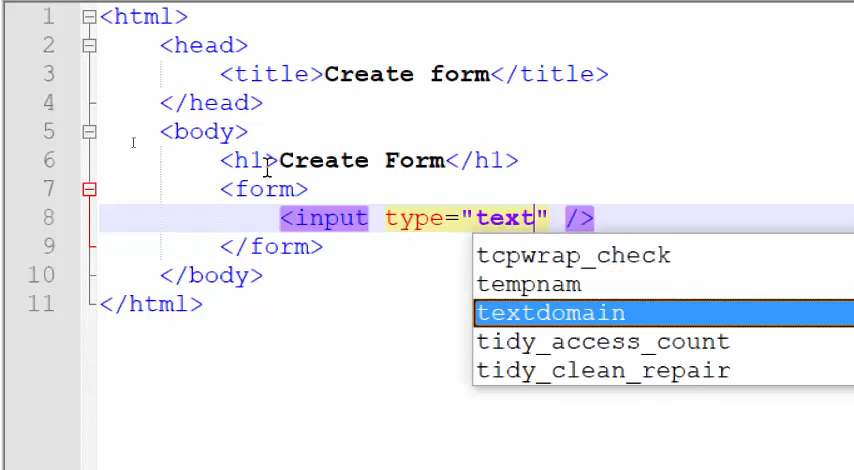 1 <html>
2 <head>
3 <title>Create form</title>
4 </head>
5 <body>
6 <h1>Create Form</h1>
7 <form>
8 <input type="text" />
9 </form>
10 </body>
11 </html>
tcpwrap_check
tempnam
textdomain
tidy_access_count
tidy_clean_repair